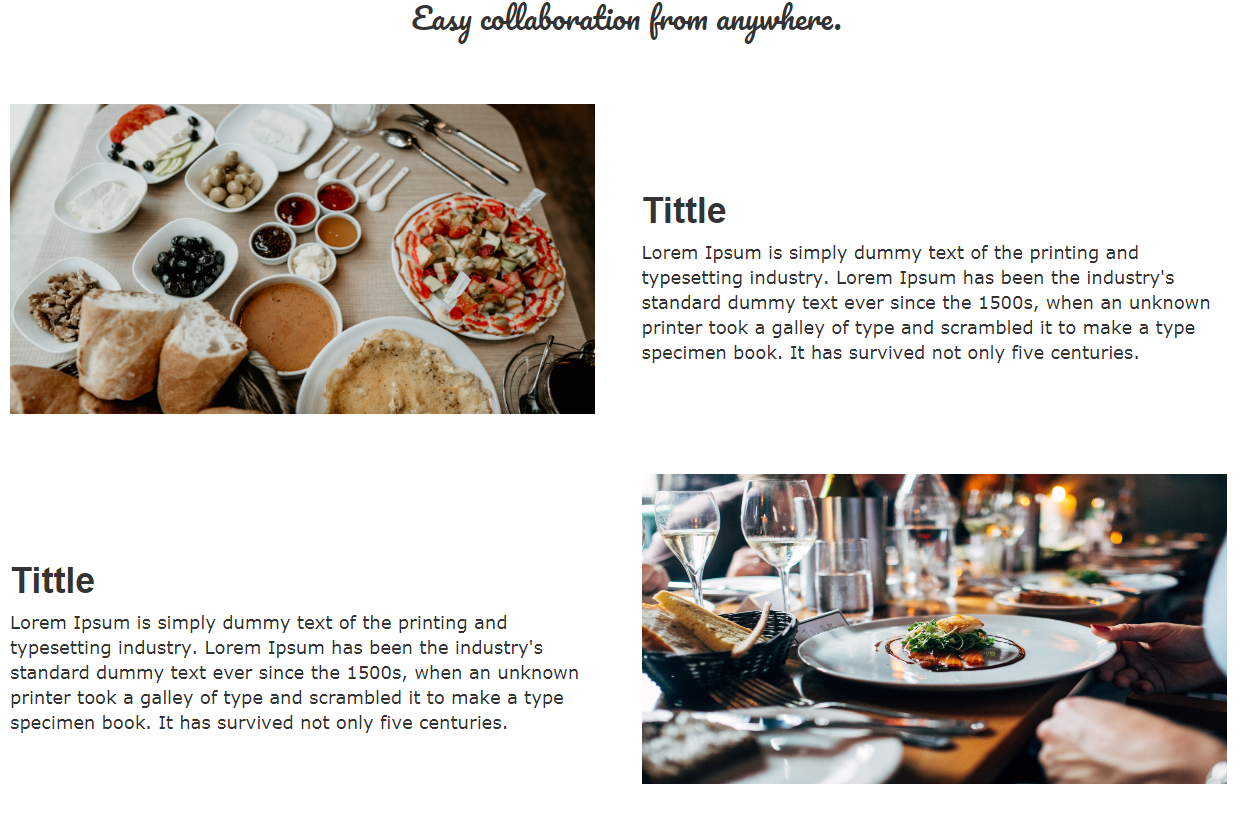 Easy collaboration from anywhere.
Tittle
Lorem Ipsum is simply dummy text of the printing and
typesetting industry. Lorem Ipsum has been the industry's
standard dummy text ever since the 1500s, when an unknown
printer took a galley of type and scrambled it to make a type
specimen book. It has survived not only five centuries.
Tittle
Lorem Ipsum is simply dummy text of the printing and
typesetting industry. Lorem Ipsum has been the industry's
standard dummy text ever since the 1500s, when an unknown
printer took a galley of type and scrambled it to make a type
specimen book. It has survived not only five centuries.